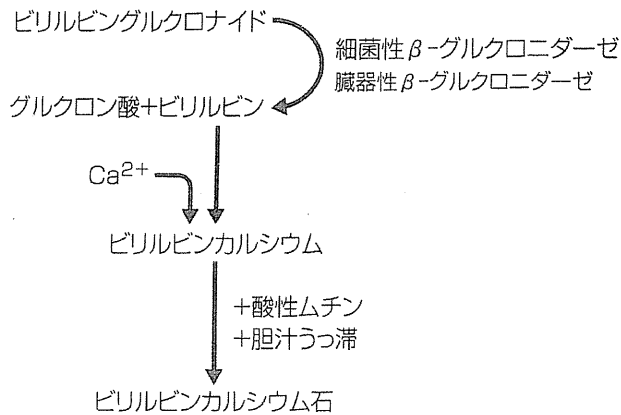 ビリルビングルクロナイド
細菌性β-グルクロニダーゼ
臓器性β-グルクロニダーゼ
グルクロン酸+ビリルビン
Ca²⁺
ビリルビンカルシウム
+酸性ムチン
+胆汁うっ滞
ビリルビンカルシウム石